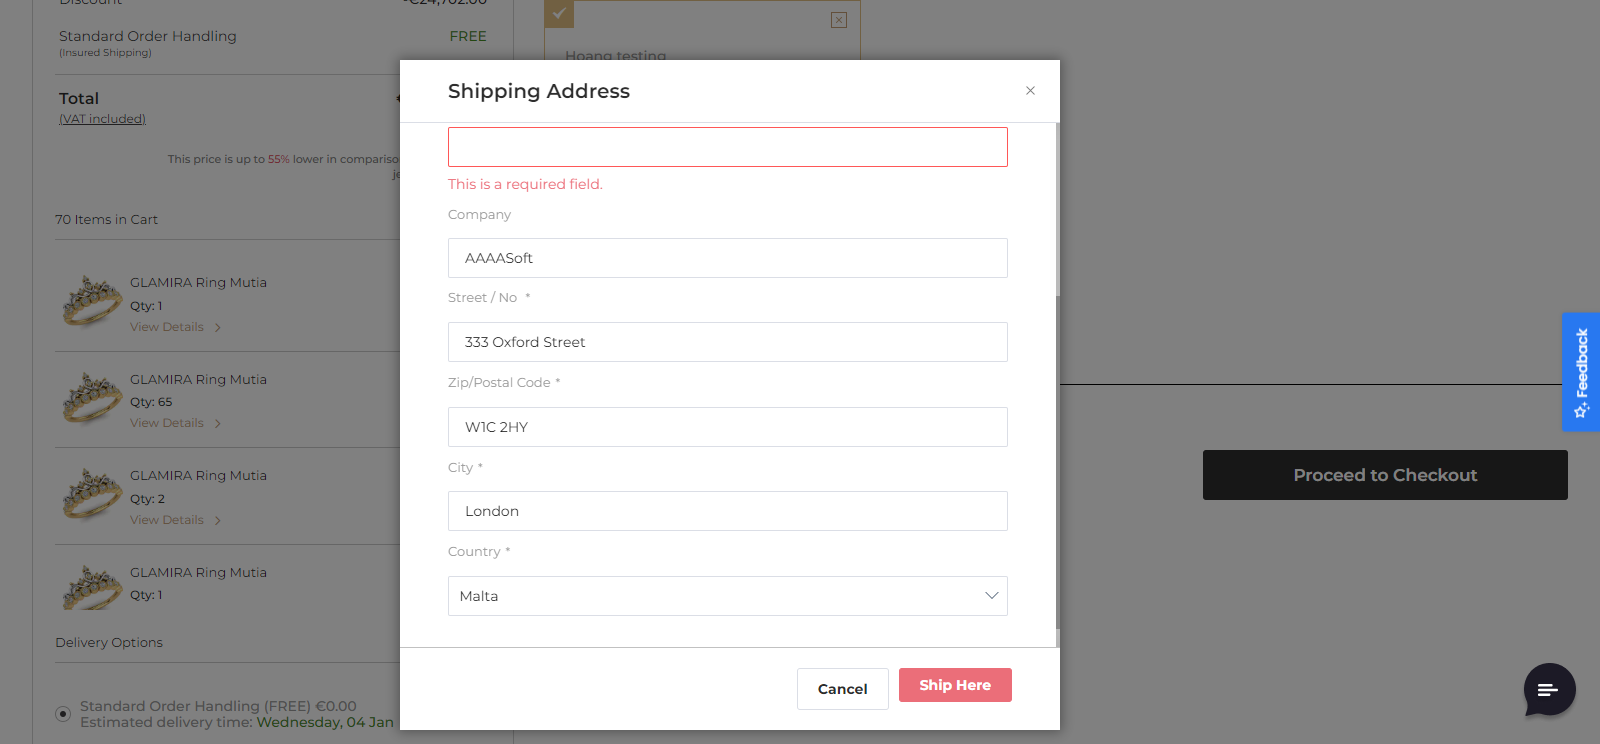 Discount -€24,702.00
Standard Order Handling FREE
(Insured Shipping)
Total
(VAT included)
This price is up to 55% lower in
70 Items in Cart
GLAMIRA Ring Mutia
Qty: 1
View Details
GLAMIRA Ring Mutia
Qty: 65
View Details
GLAMIRA Ring Mutia
Qty: 2
View Details
GLAMIRA Ring Mutia
Qty: 1
Delivery Options
Standard Order Handling (FREE) €0.00
Estimated delivery time: Wednesday, 04 Jan
Hoang testing
Shipping Address
This is a required field.
Company
AAAASoft
Street / No *
333 Oxford Street
Zip/Postal Code *
W1C 2HY
City *
London
Country *
Malta
Cancel
Ship Here
Proceed to Checkout
Feedback